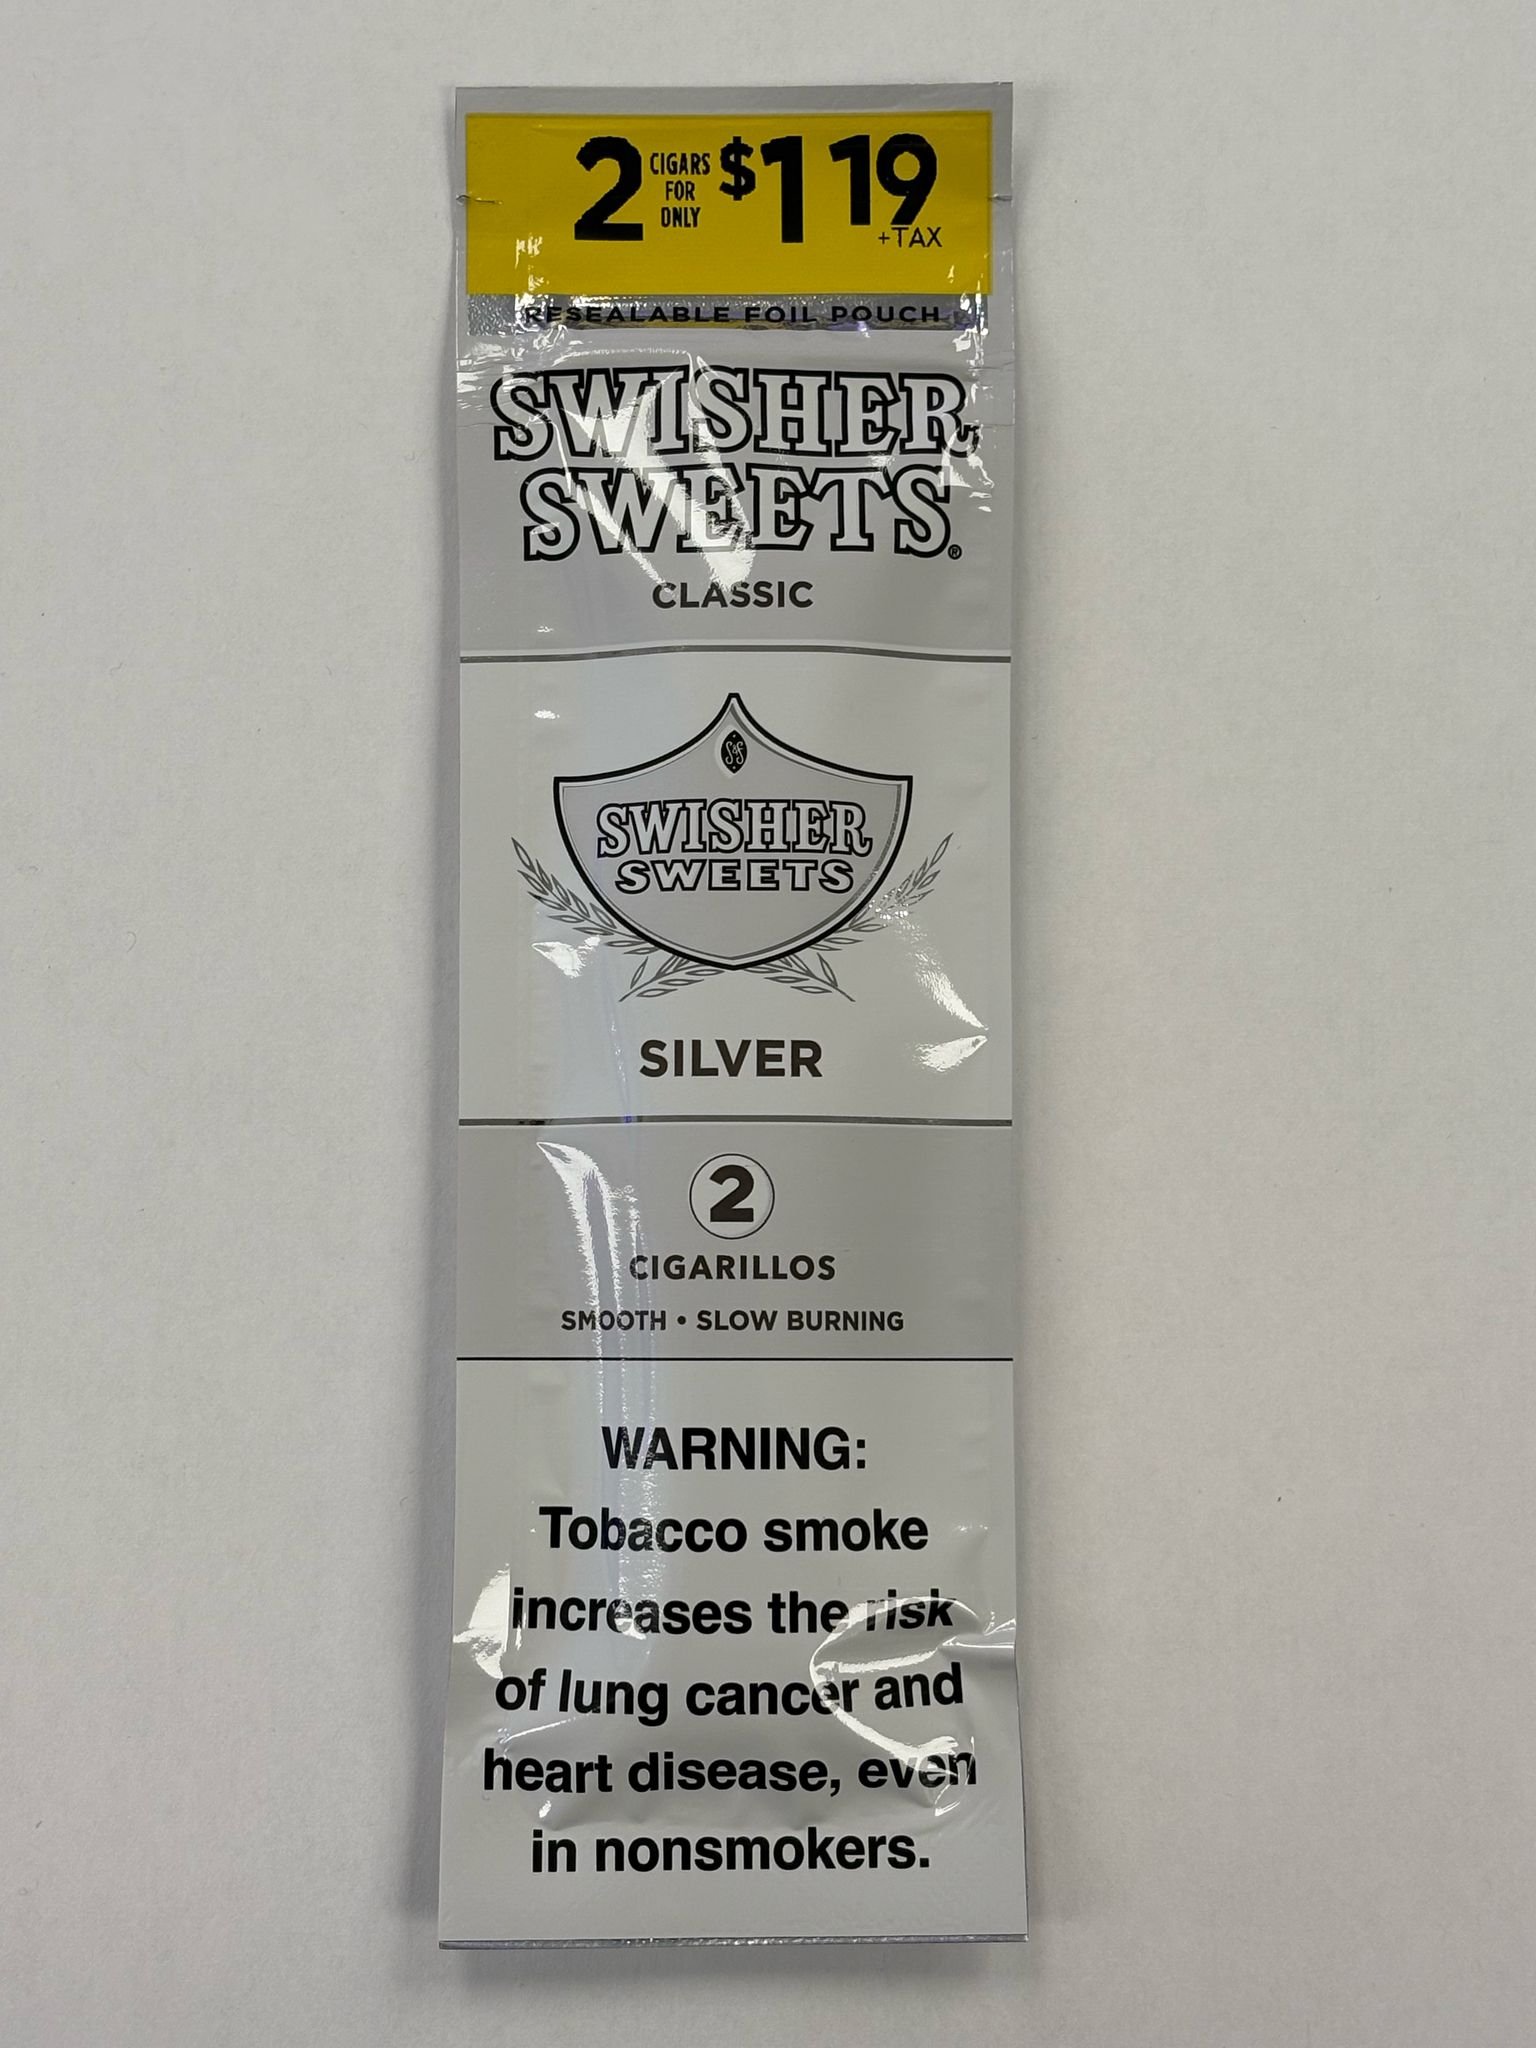 2 CIGARS FOR ONLY $1 19 +TAX
RESEALABLE FOIL POUCH
SWISHER
SWEETS®
CLASSIC
S&S
SWISHER
SWEETS
SILVER
2
CIGARILLOS
SMOOTH • SLOW BURNING
WARNING:
Tobacco smoke
increases the risk
of lung cancer and
heart disease, even
in nonsmokers.